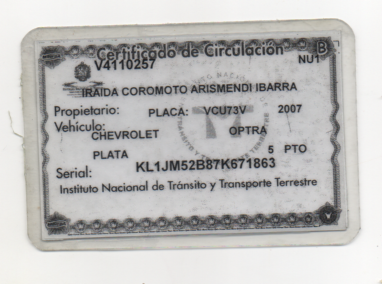 Certificado de Circulación B
V4110257 NU1
IRAIDA COROMOTO ARISMENDI IBARRA
Propietario: PLACA: VCU73V 2007
Vehículo:
CHEVROLET OPTRA
PLATA 5 PTO
Serial: KL1JM52B87K671863
Instituto Nacional de Tránsito y Transporte Terrestre